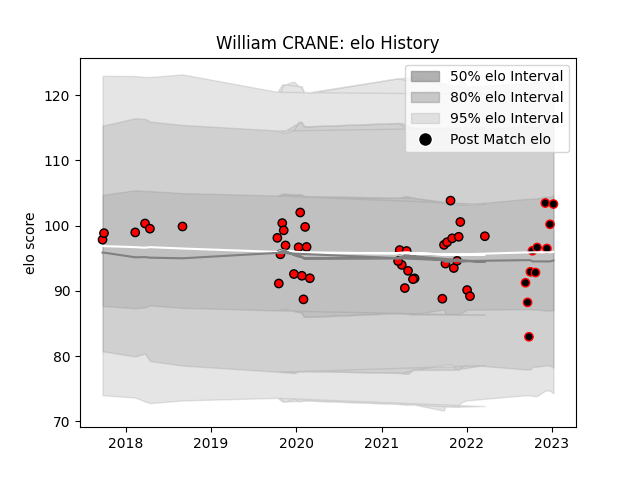 William CRANE: elo History
50% elo Interval
80% elo Interval
95% elo Interval
Post Match elo
elo score
120
110
100
90
80
70
2018 2019 2020 2021 2022 2023